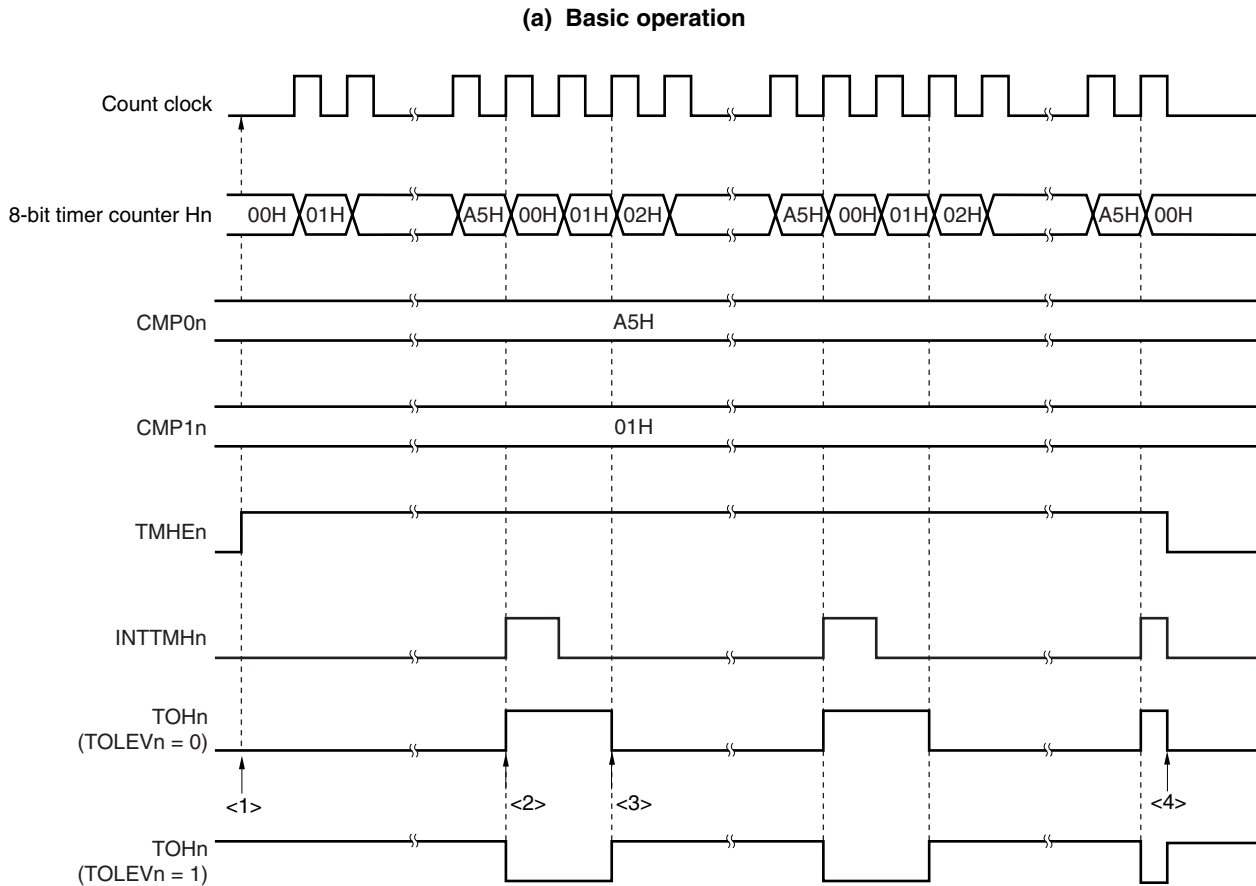 (a) Basic operation
Count clock
8-bit timer counter Hn 00H 01H A5H 00H 01H 02H A5H 00H 01H 02H A5H 00H
CMP0n A5H
CMP1n 01H
TMHEn
INTTMHn
TOHn
(TOLEVn = 0)
<1> <2> <3> <4>
TOHn
(TOLEVn = 1)